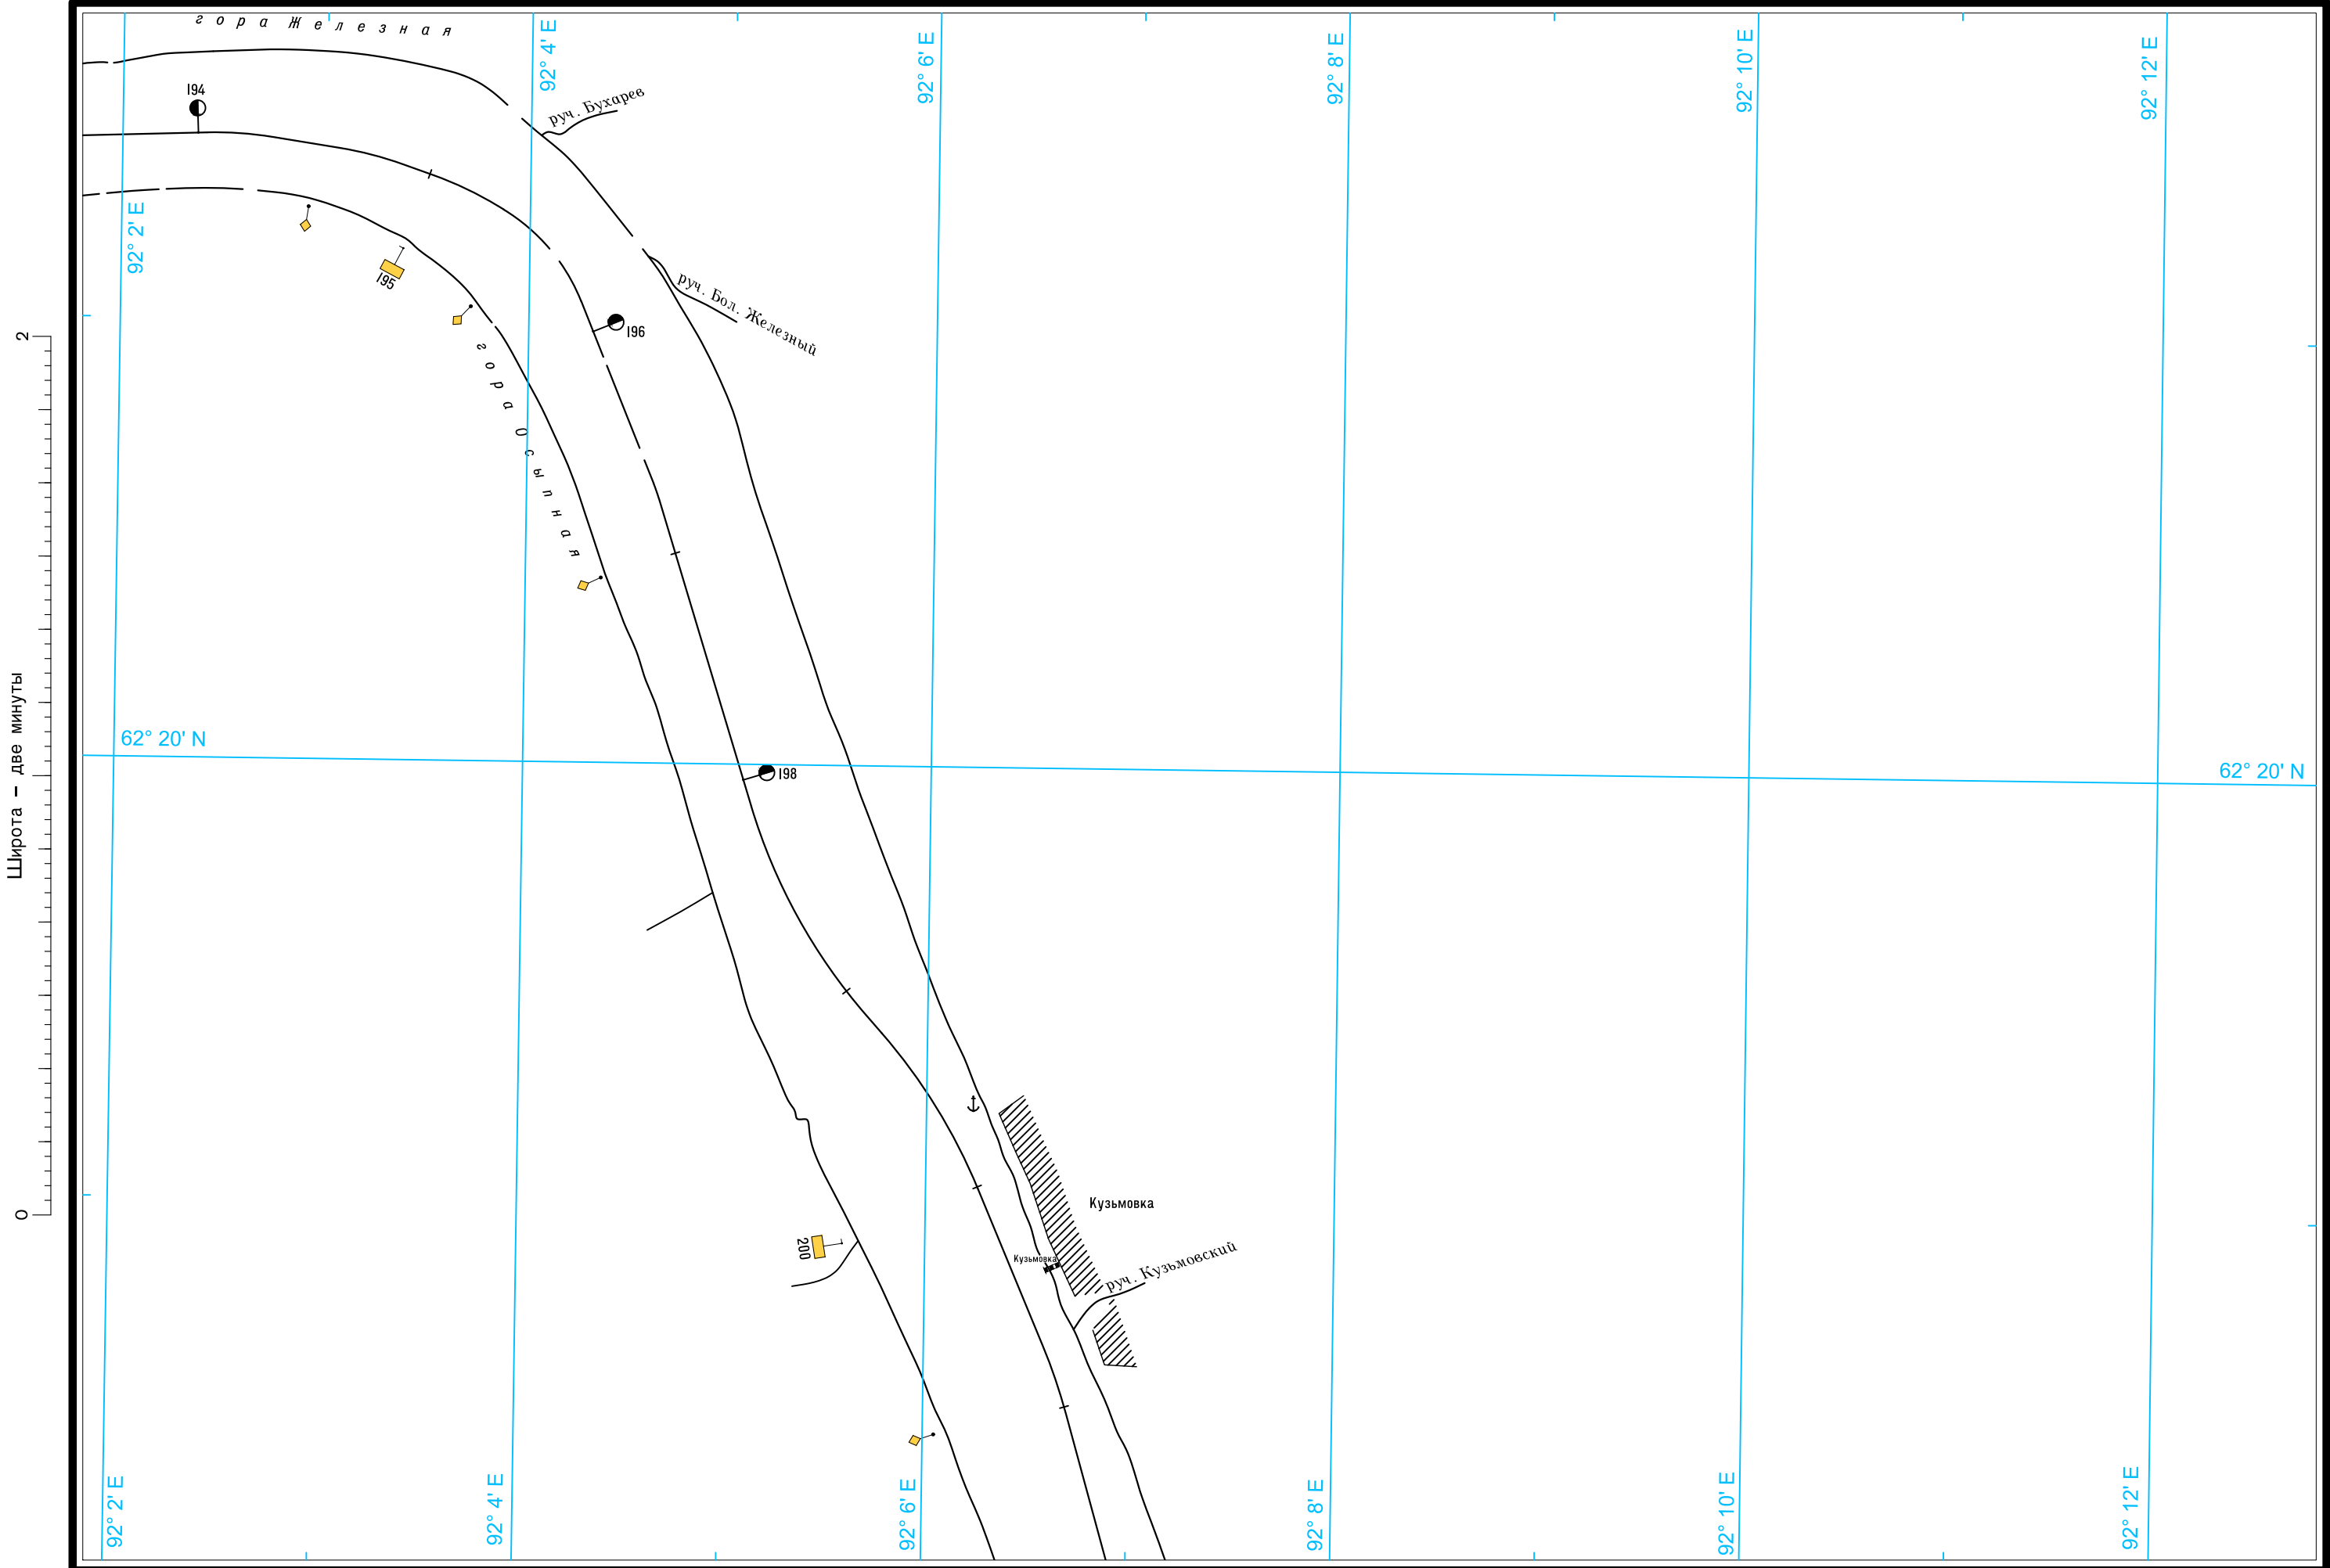 гора Железная
92° 4' E
92° 6' E
92° 8' E
92° 10' E
92° 12' E
194
руч. Бухарев
92° 2' E
195
руч. Бол. Железный
196
2
гора Осыпная
Широта – две минуты
62° 20' N
198
62° 20' N
Кузьмовка
0
200
Кузьмовка
руч. Кузьмовский
92° 2' E
92° 4' E
92° 6' E
92° 8' E
92° 10' E
92° 12' E